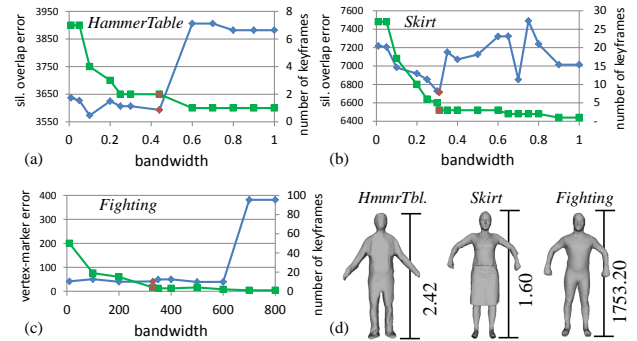 HammerTable
sil. overlap error
3950
3850
3750
3650
3550
8
7
6
5
4
3
2
1
0
number of keyframes
0 0.2 0.4 0.6 0.8 1
(a) bandwidth
Skirt
sil. overlap error
7600
7400
7200
7000
6800
6600
6400
30
25
20
15
10
5
-
number of keyframes
0 0.2 0.4 0.6 0.8 1
(b) bandwidth
Fighting
vertex-marker error
400
300
200
100
0
100
80
60
40
20
0
number of keyframes
0 200 400 600 800
(c) bandwidth
HmmrTbl. Skirt Fighting
2.42
1.60
1753.20
(d)